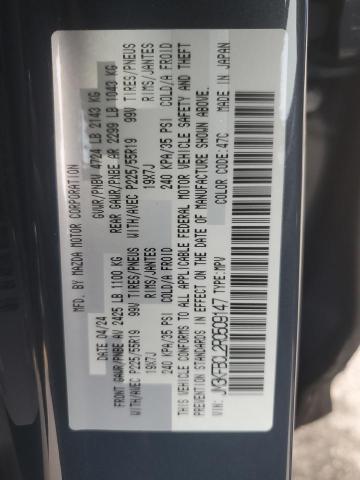 MFD. BY MAZDA MOTOR CORPORATION
DATE: 04/24
GVWR/PNBV 4724 LB 2143 KG
FRONT GAWR/PNBE AV 2425 LB 1100 KG
REAR GAWR/PNBE AR 2299 LB 1043 KG
WITH/AVEC P225/55R19 99V TIRES/PNEUS
WITH/AVEC P225/55R19 99V TIRES/PNEUS
19X7J RIMS/JANTES
19X7J RIMS/JANTES
240 KPA/35 PSI COLD/A FROID
240 KPA/35 PSI COLD/A FROID
THIS VEHICLE CONFORMS TO ALL APPLICABLE FEDERAL MOTOR VEHICLE SAFETY AND THEFT
PREVENTION STANDARDS IN EFFECT ON THE DATE OF MANUFACTURE SHOWN ABOVE.
TYPE: MPV COLOR CODE: 47C MADE IN JAPAN